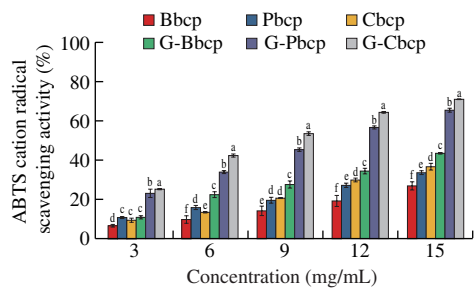 Bbcp Pbcp Cbcp
G-Bbcp G-Pbcp G-Cbcp
ABTS cation radical
scavenging activity (%)
100
80
60
40
20
0
d c c c b a
f d e c b a
f d e c b a
f e d c b a
f e d c b a
3 6 9 12 15
Concentration (mg/mL)